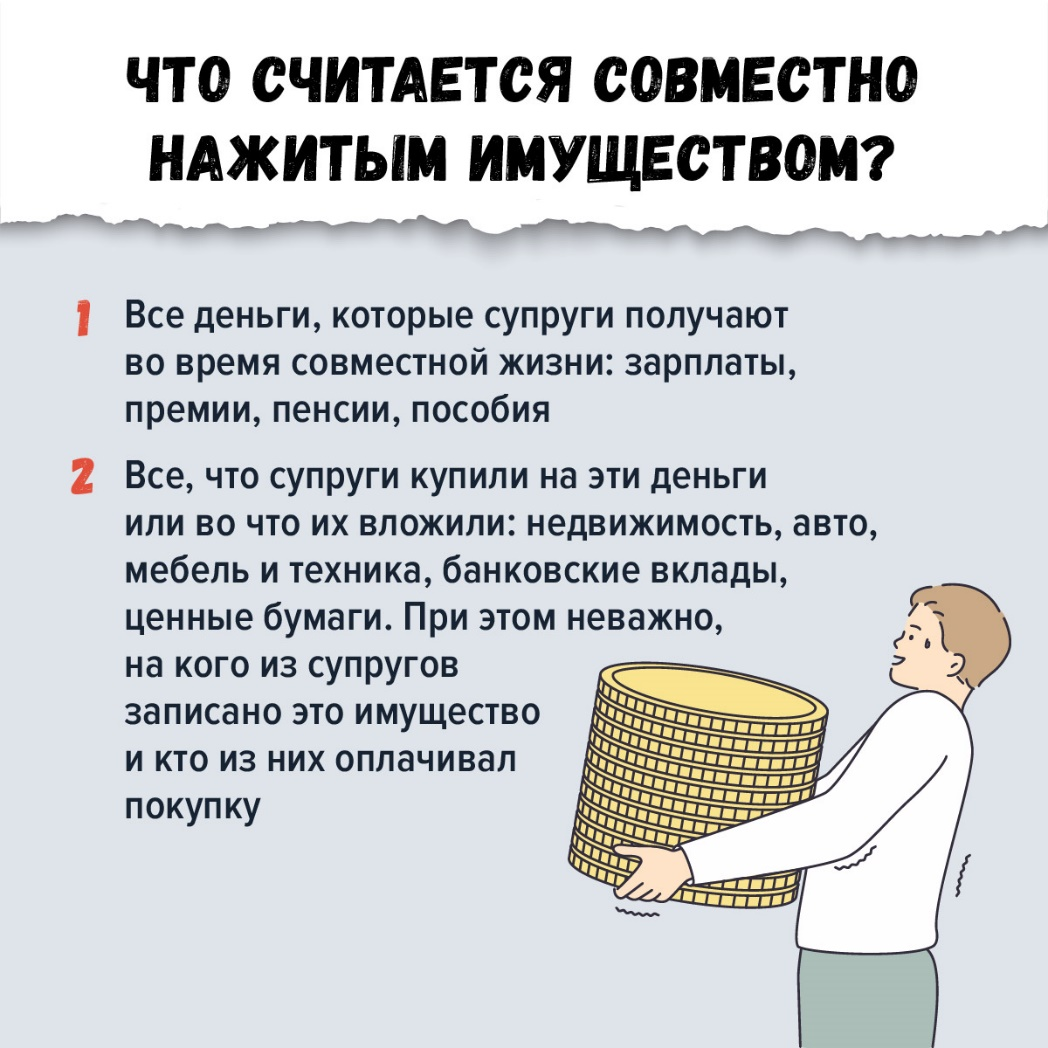 ЧТО СЧИТАЕТСЯ СОВМЕСТНО
НАЖИТЫМ ИМУЩЕСТВОМ?
1 Все деньги, которые супруги получают
во время совместной жизни: зарплаты,
премии, пенсии, пособия
2 Все, что супруги купили на эти деньги
или во что их вложили: недвижимость, авто,
мебель и техника, банковские вклады,
ценные бумаги. При этом неважно,
на кого из супругов
записано это имущество
и кто из них оплачивал
покупку